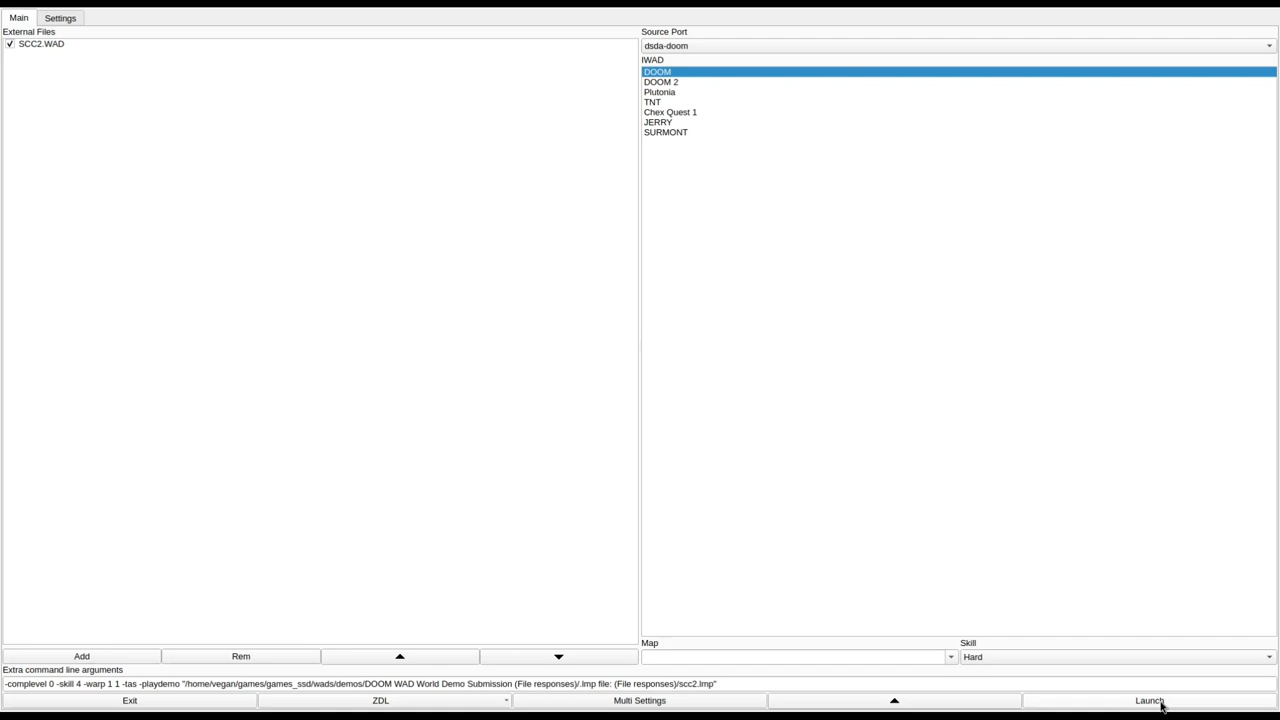 Main Settings
External Files
SCC2.WAD
Source Port
dsda-doom
IWAD
DOOM
DOOM 2
Plutonia
TNT
Chex Quest 1
JERRY
SURMONT
Map Skill
Hard
Add Rem
Extra command line arguments
-complevel 0 -skill 4 -warp 1 1 -tas -playdemo "/home/vegan/games/games_ssd/wads/demos/DOOM WAD World Demo Submission (File responses)/.lmp file: (File responses)/scc2.lmp"
Exit ZDL Multi Settings Launch